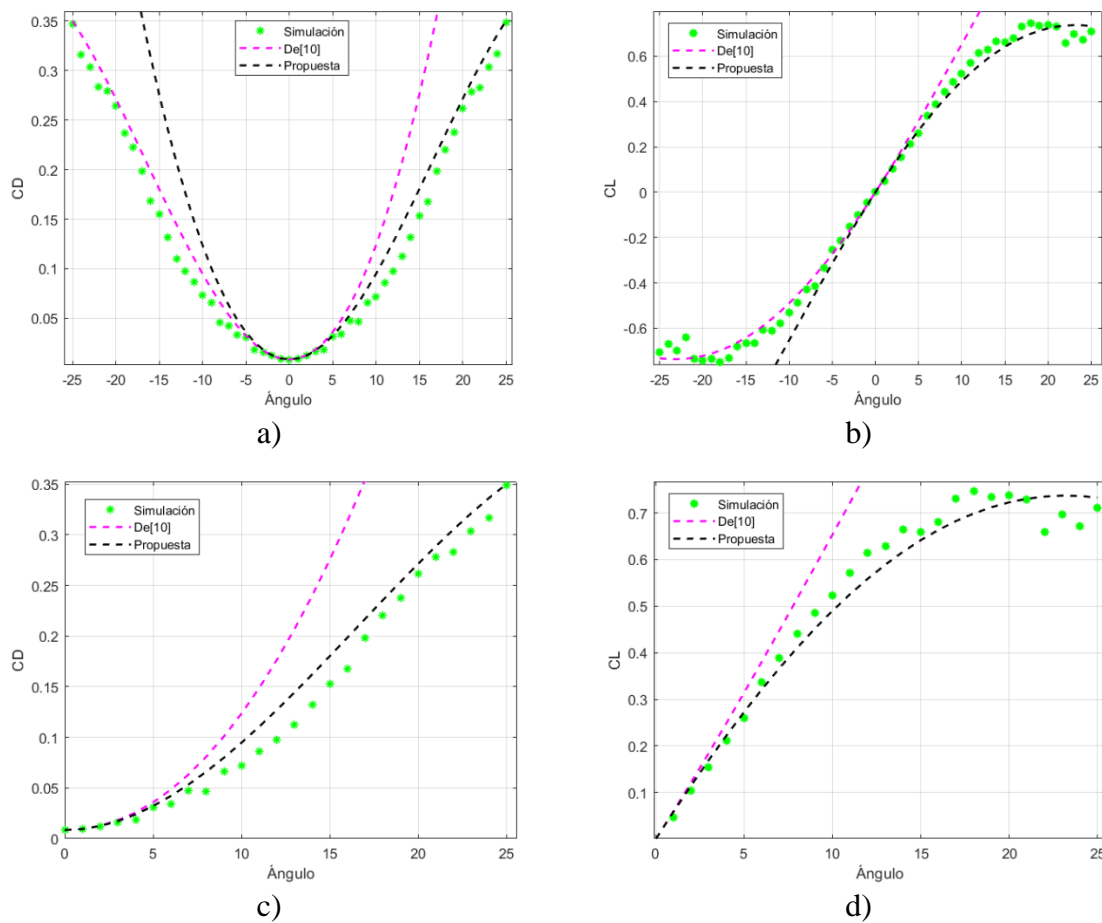 0.35
0.3
0.25
0.2
0.15
0.1
0.05
CD
-25 -20 -15 -10 -5 0 5 10 15 20 25
Ángulo
Simulación
De[10]
Propuesta
a)
0.6
0.4
0.2
0
-0.2
-0.4
-0.6
CL
-25 -20 -15 -10 -5 0 5 10 15 20 25
Ángulo
Simulación
De[10]
Propuesta
b)
0.35
0.3
0.25
0.2
0.15
0.1
0.05
0
CD
0 5 10 15 20 25
Ángulo
Simulación
De[10]
Propuesta
c)
0.7
0.6
0.5
0.4
0.3
0.2
0.1
CL
0 5 10 15 20 25
Ángulo
Simulación
De[10]
Propuesta
d)